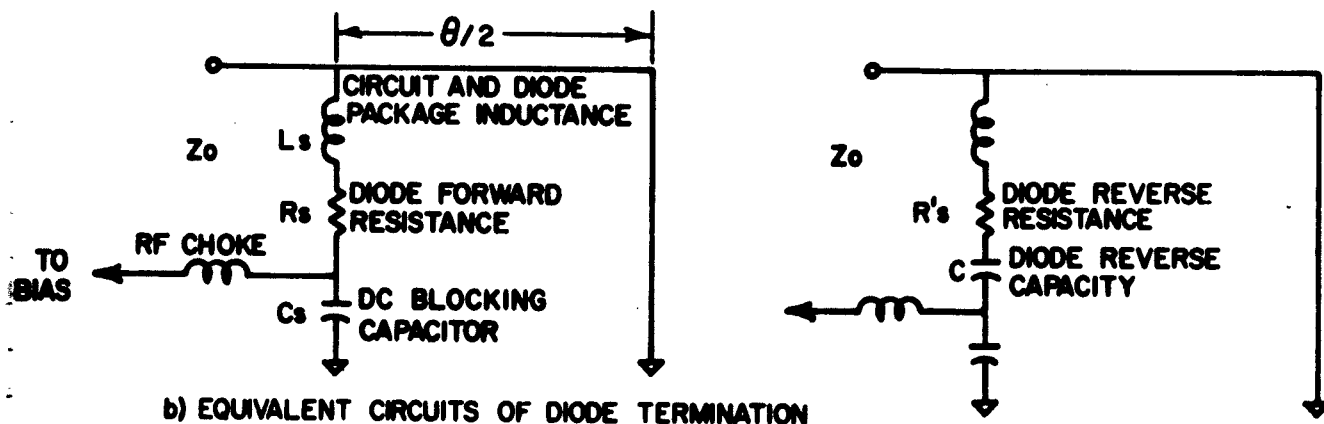 θ/2
CIRCUIT AND DIODE
PACKAGE INDUCTANCE
Zo
Ls
DIODE FORWARD
RESISTANCE
Rs
RF CHOKE
TO
BIAS
Cs
DC BLOCKING
CAPACITOR
Zo
R's
DIODE REVERSE
RESISTANCE
C
DIODE REVERSE
CAPACITY
b) EQUIVALENT CIRCUITS OF DIODE TERMINATION